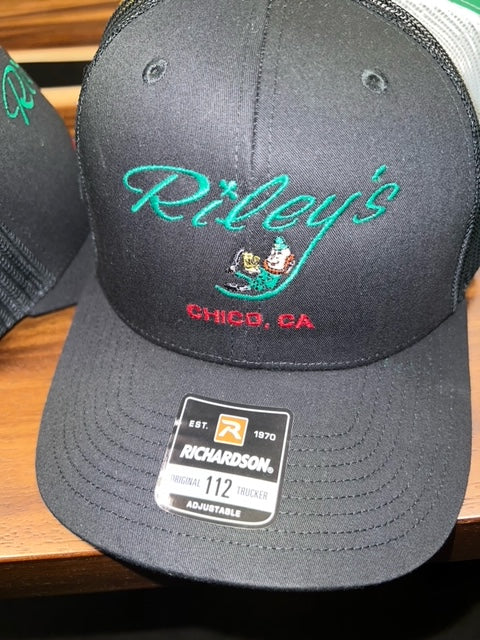 Riley's
CHICO, CA
EST. 1970
RICHARDSON®
ORIGINAL 112 TRUCKER
ADJUSTABLE